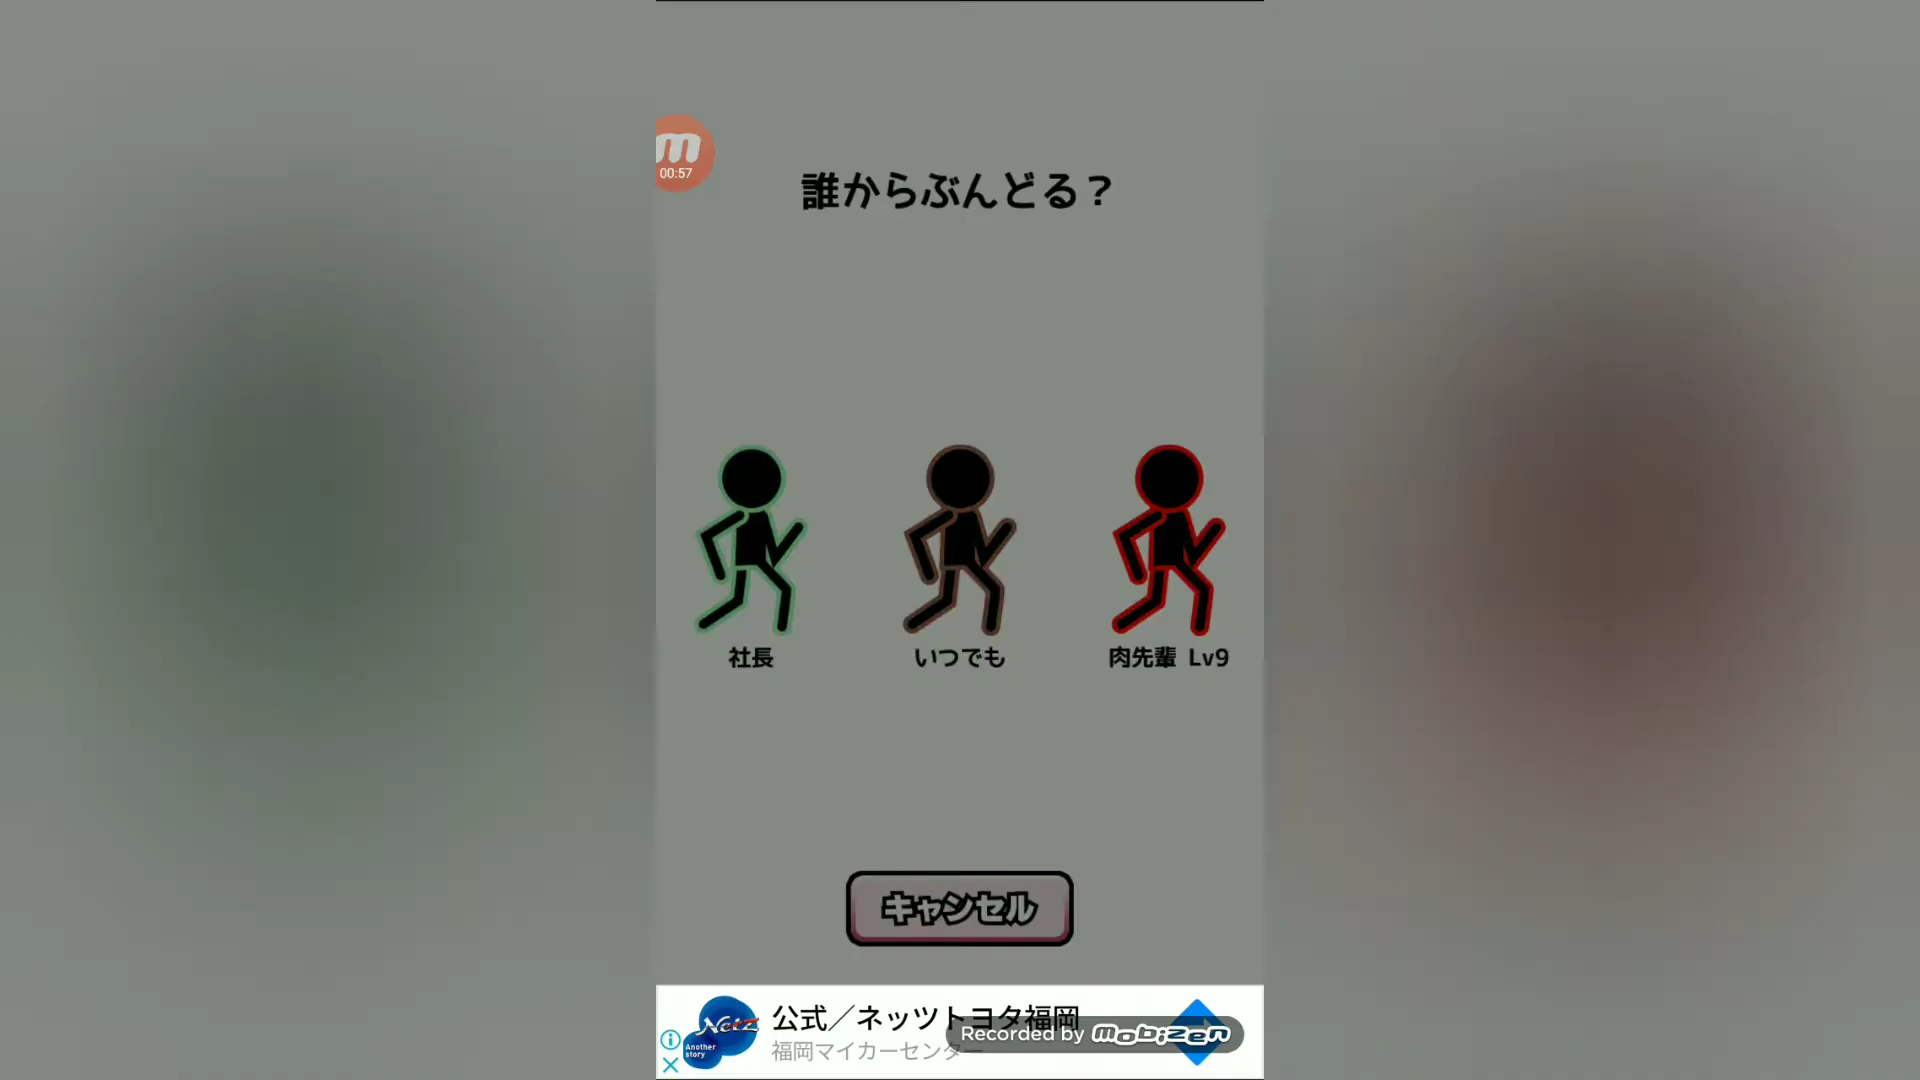 m
00:57
誰からぶんどる？
社長
いつでも
肉先輩 Lv9
キャンセル
公式／ネッツトヨタ福岡
福岡マイカーセンター
Netz
Another
story
Recorded by mobizen